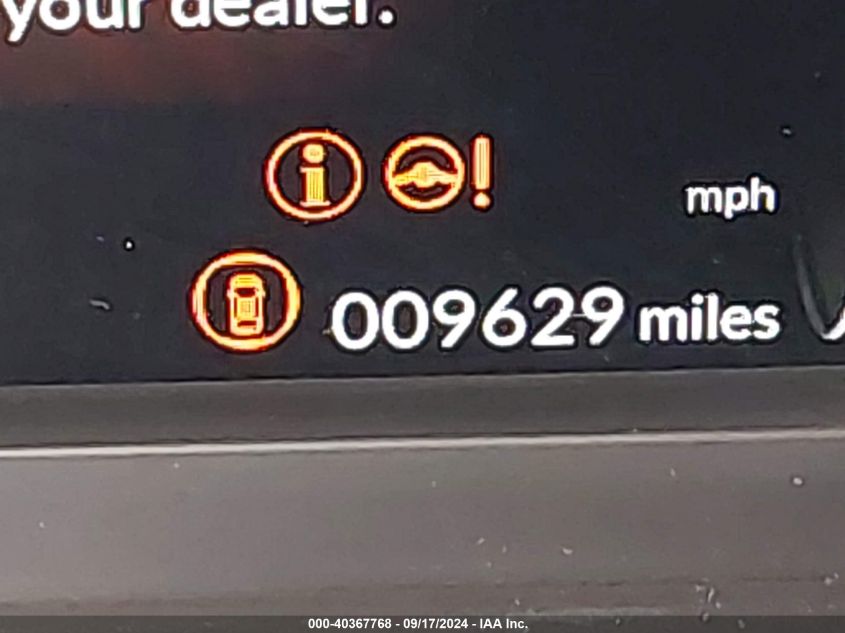 your dealer.
i !
mph
009629 miles
000-40367768 - 09/17/2024 - IAA Inc.